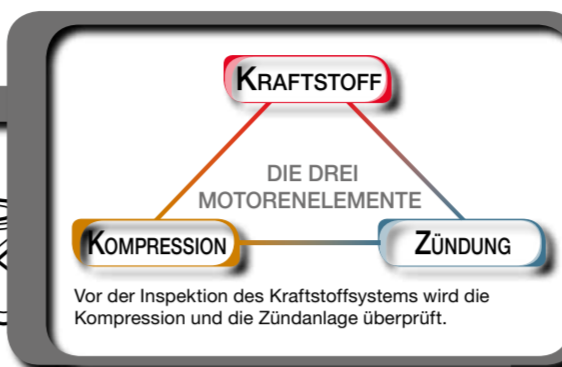 KRAFTSTOFF
DIE DREI
MOTORENELEMENTE
KOMPRESSION
ZÜNDUNG
Vor der Inspektion des Kraftstoffsystems wird die
Kompression und die Zündanlage überprüft.